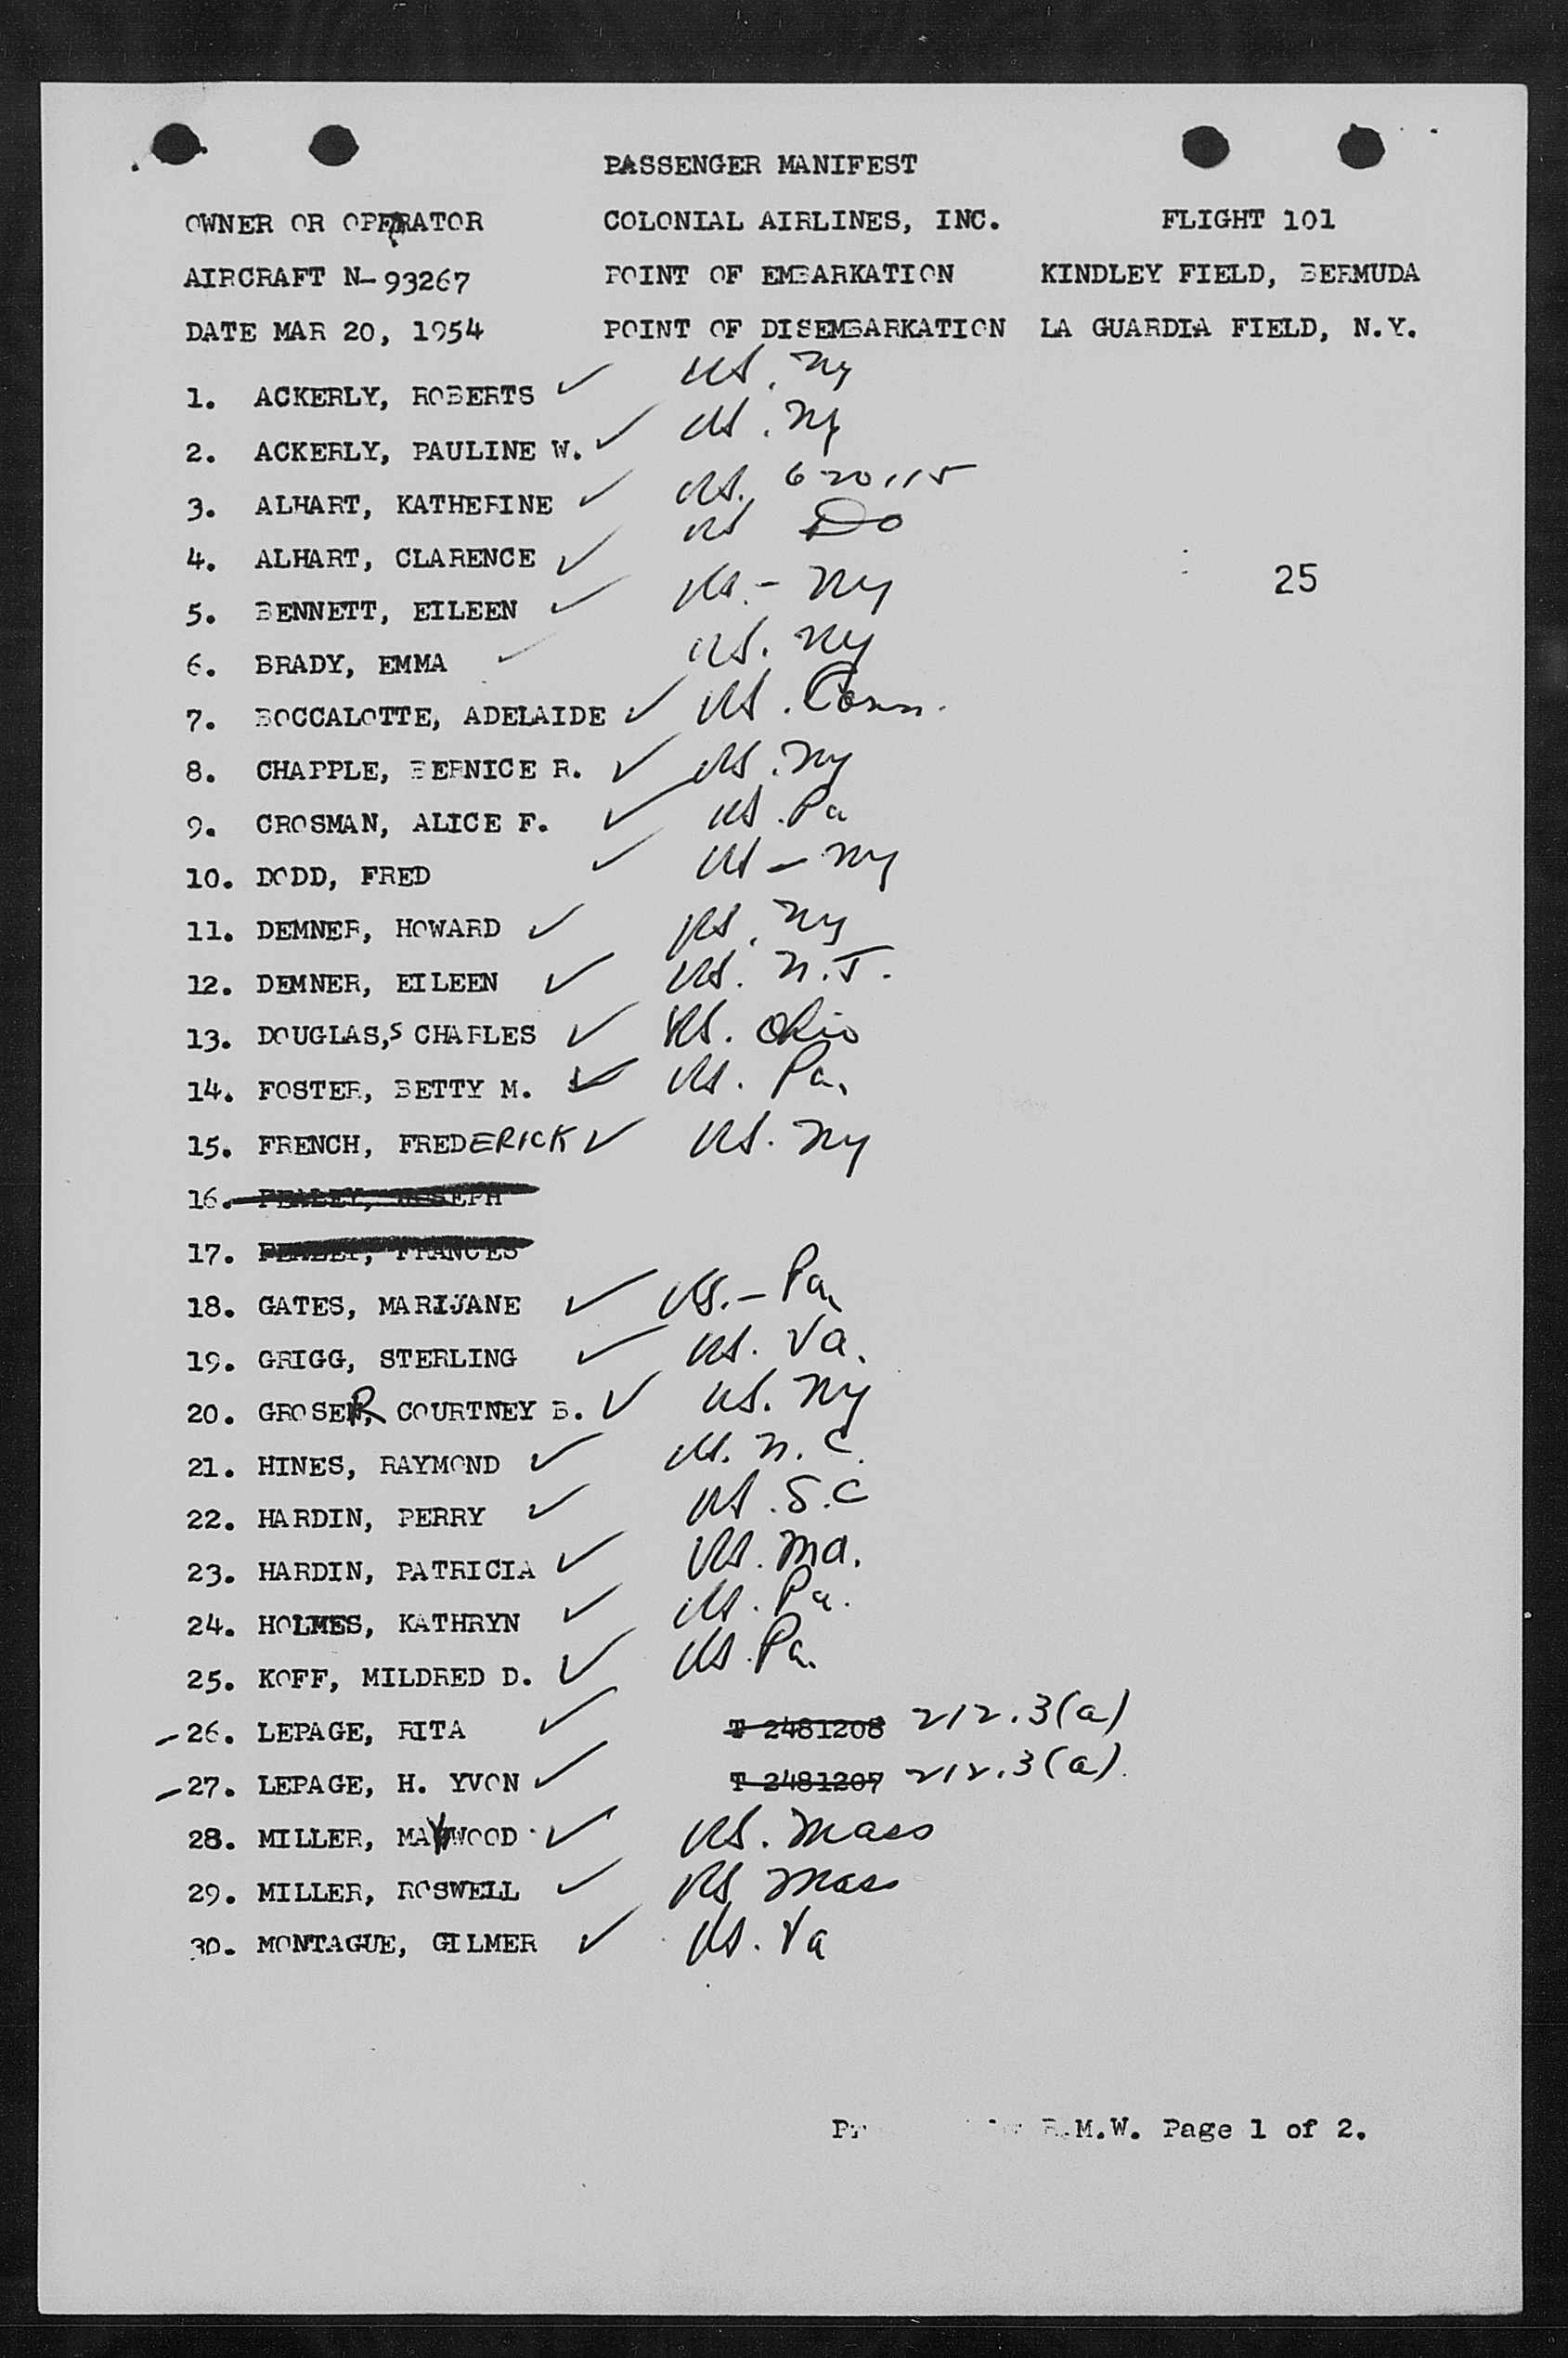 PASSENGER MANIFEST
OWNER OR OPERATOR COLONIAL AIRLINES, INC. FLIGHT 101
AIRCRAFT N-93267 POINT OF EMBARKATION KINDLEY FIELD, BERMUDA
DATE MAR 20, 1954 POINT OF DISEMBARKATION LA GUARDIA FIELD, N.Y.
1. ACKERLY, ROBERTS ✓ US. NY
2. ACKERLY, PAULINE W. ✓ US. NY
3. ALHART, KATHERINE ✓ US. 620115
4. ALHART, CLARENCE ✓ US Do
25
5. BENNETT, EILEEN ✓ US. - NY
6. BRADY, EMMA ✓ US. NY
7. BOCCALOTTE, ADELAIDE ✓ US. Conn.
8. CHAPPLE, BERNICE R. ✓ US. NY
9. CROSMAN, ALICE F. ✓ US. Pa
10. DODD, FRED ✓ US - NY
11. DEMNER, HOWARD ✓ US. NY
12. DEMNER, EILEEN ✓ US. N.J.
13. DOUGLAS,S CHARLES ✓ US. Ohio
14. FOSTER, BETTY M. ✓ US. Pa.
15. FRENCH, FREDERICK ✓ US. NY
16. JOSEPH
17. FRANCES
18. GATES, MARIJANE ✓ US. - Pa.
19. GRIGG, STERLING ✓ US. Va.
20. GROSER, COURTNEY B. ✓ US. NY
21. HINES, RAYMOND ✓ US. N.C.
22. HARDIN, PERRY ✓ US. S.C
23. HARDIN, PATRICIA ✓ US. Md.
24. HOLMES, KATHRYN ✓ US. Pa.
25. KOFF, MILDRED D. ✓ US. Pa.
-26. LEPAGE, RITA ✓ T 2481208 212.3(a)
-27. LEPAGE, H. YVON ✓ T 2481207 212.3(a).
28. MILLER, MAYWOOD ✓ US. Mass
29. MILLER, ROSWELL ✓ US Mass
30. MONTAGUE, GILMER ✓ US. Va
R.M.W. Page 1 of 2.